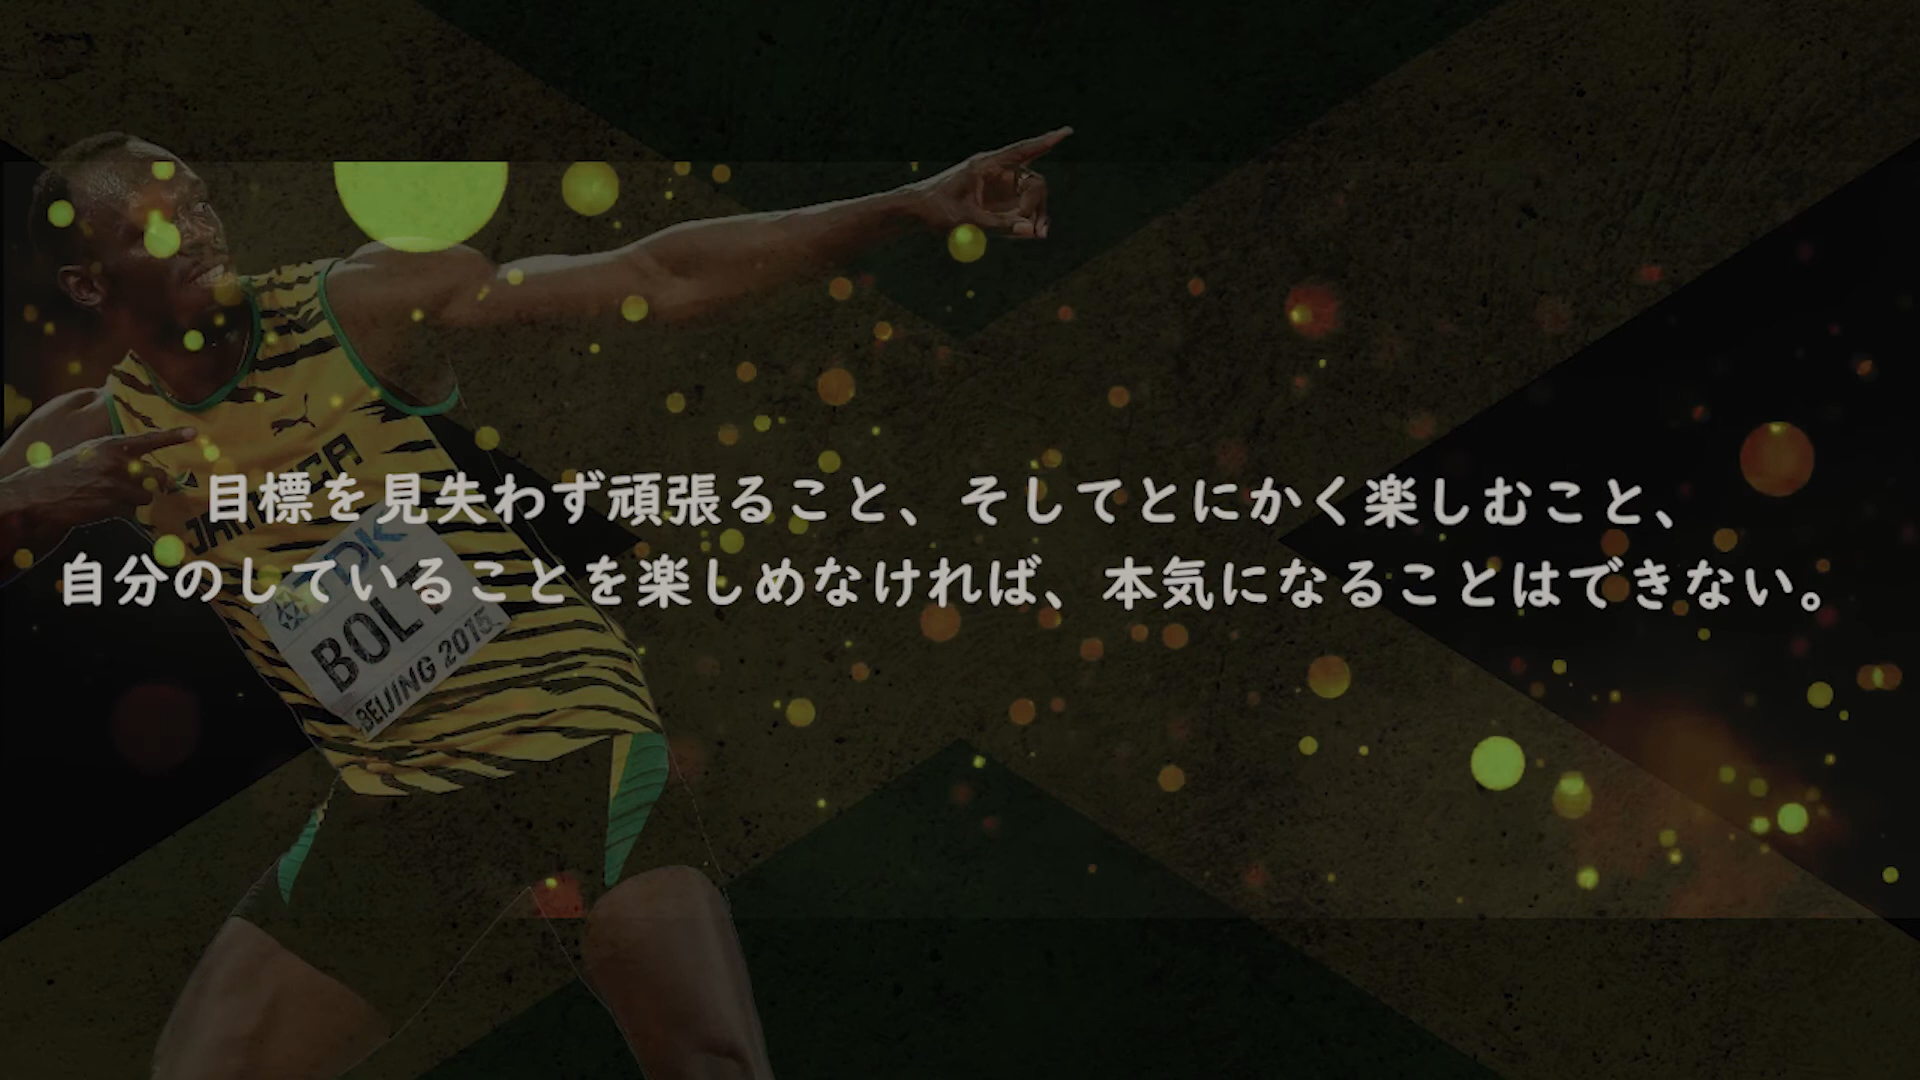 目標を見失わず頑張ること、そしてとにかく楽しむこと、
自分のしていることを楽しめなければ、本気になることはできない。
JAMAICA
TDK
BOLT
BEIJING 2015